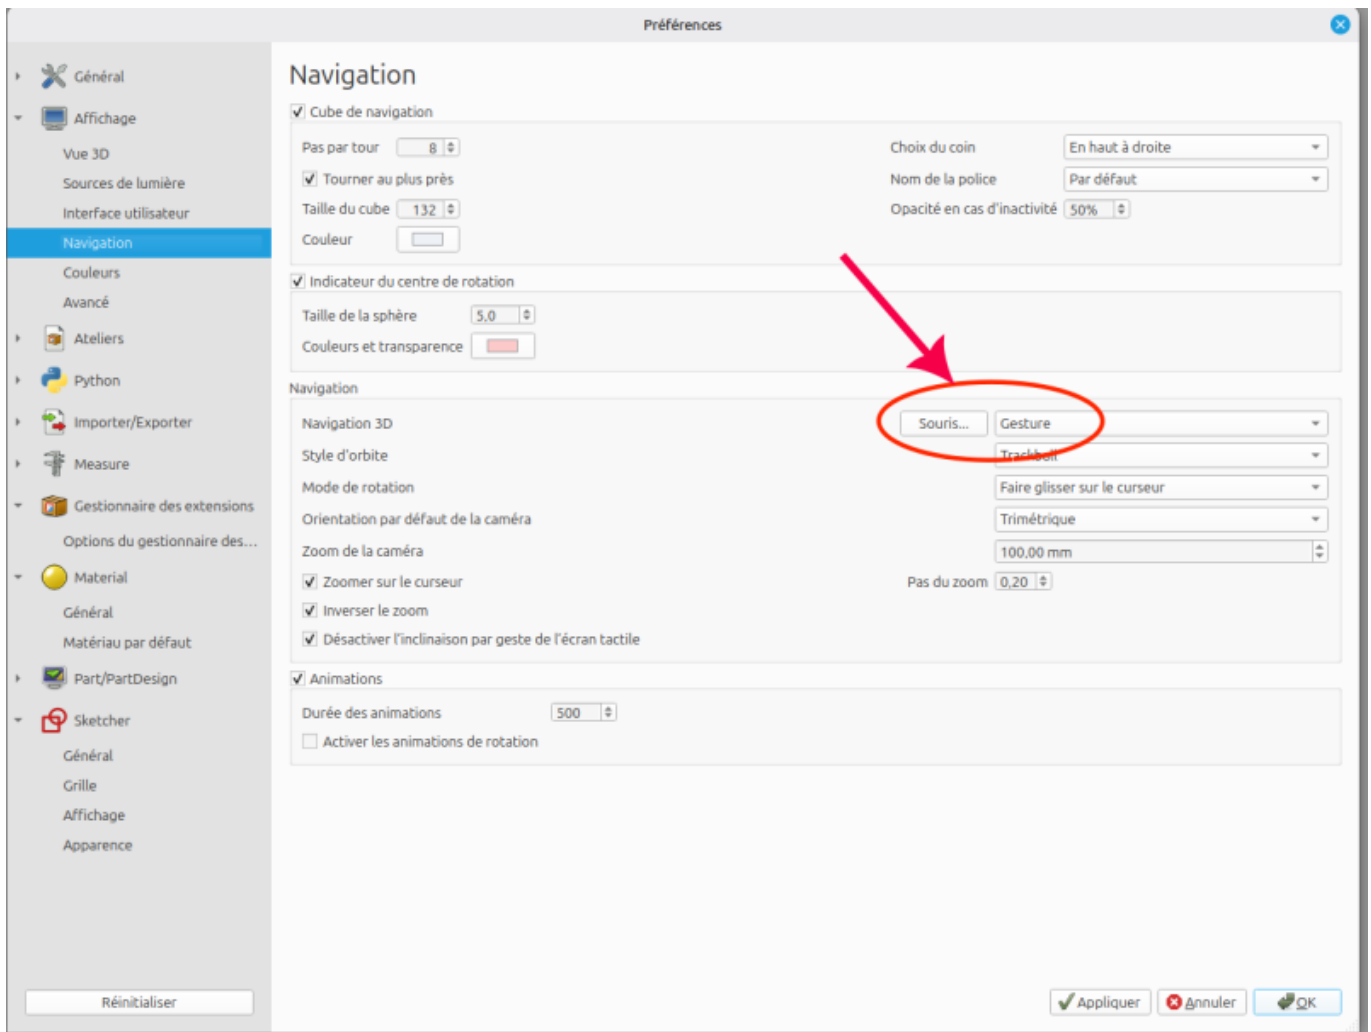 Préférences
Général
Affichage
Vue 3D
Sources de lumière
Interface utilisateur
Navigation
Couleurs
Avancé
Ateliers
Python
Importer/Exporter
Measure
Gestionnaire des extensions
Options du gestionnaire des...
Material
Général
Matériau par défaut
Part/PartDesign
Sketcher
Général
Grille
Affichage
Apparence
Réinitialiser
Navigation
Cube de navigation
Pas par tour 8 Choix du coin En haut à droite
Tourner au plus près Nom de la police Par défaut
Taille du cube 132 Opacité en cas d'inactivité 50%
Couleur
Indicateur du centre de rotation
Taille de la sphère 5,0
Couleurs et transparence
Navigation
Navigation 3D Souris... Gesture
Style d'orbite Trackball
Mode de rotation Faire glisser sur le curseur
Orientation par défaut de la caméra Trimétrique
Zoom de la caméra 100,00 mm
Zoomer sur le curseur Pas du zoom 0,20
Inverser le zoom
Désactiver l'inclinaison par geste de l'écran tactile
Animations
Durée des animations 500
Activer les animations de rotation
Appliquer Annuler OK